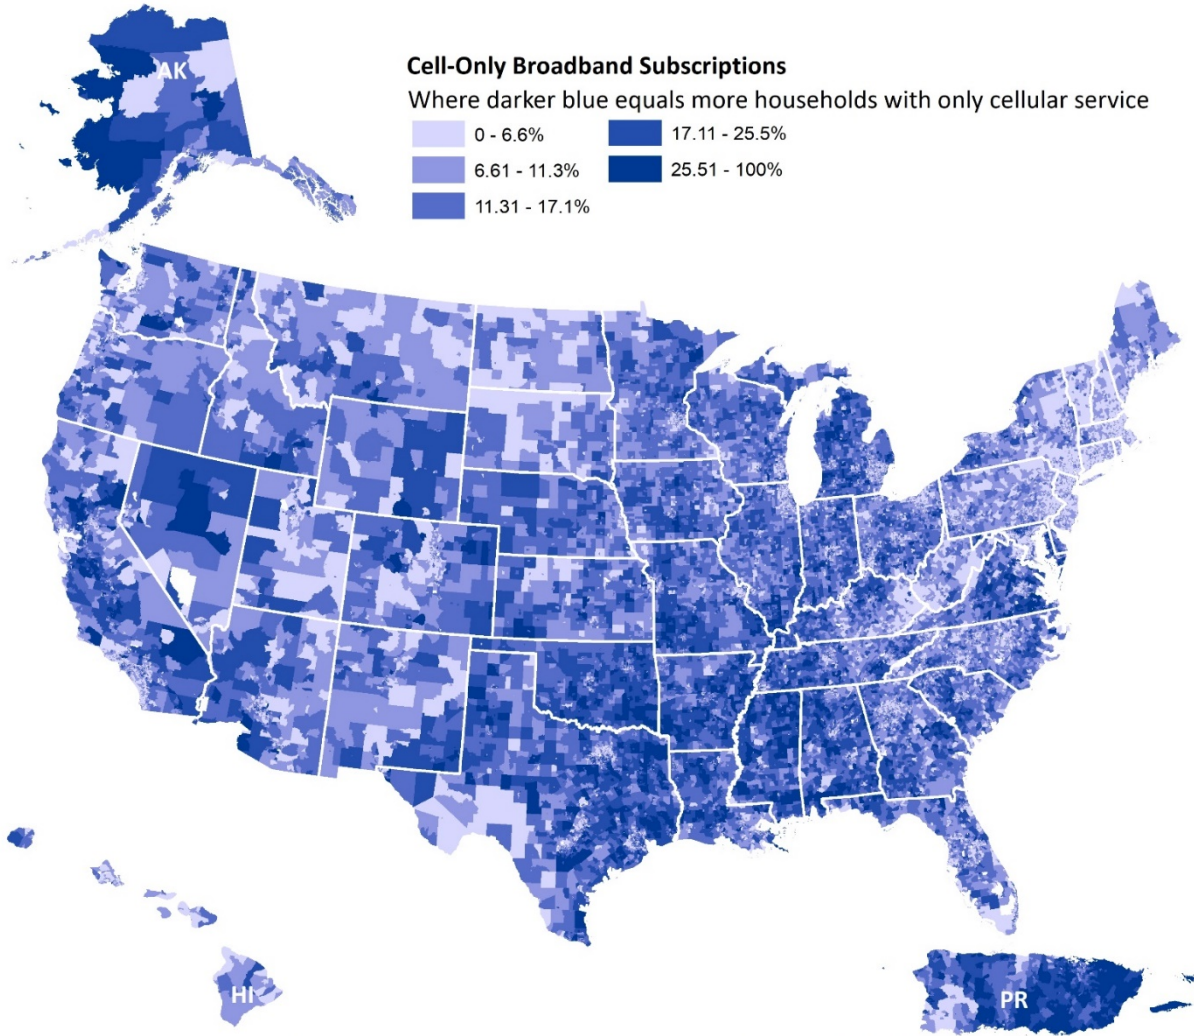 AK
Cell-Only Broadband Subscriptions
Where darker blue equals more households with only cellular service
0 - 6.6%
17.11 - 25.5%
6.61 - 11.3%
25.51 - 100%
11.31 - 17.1%
HI
PR